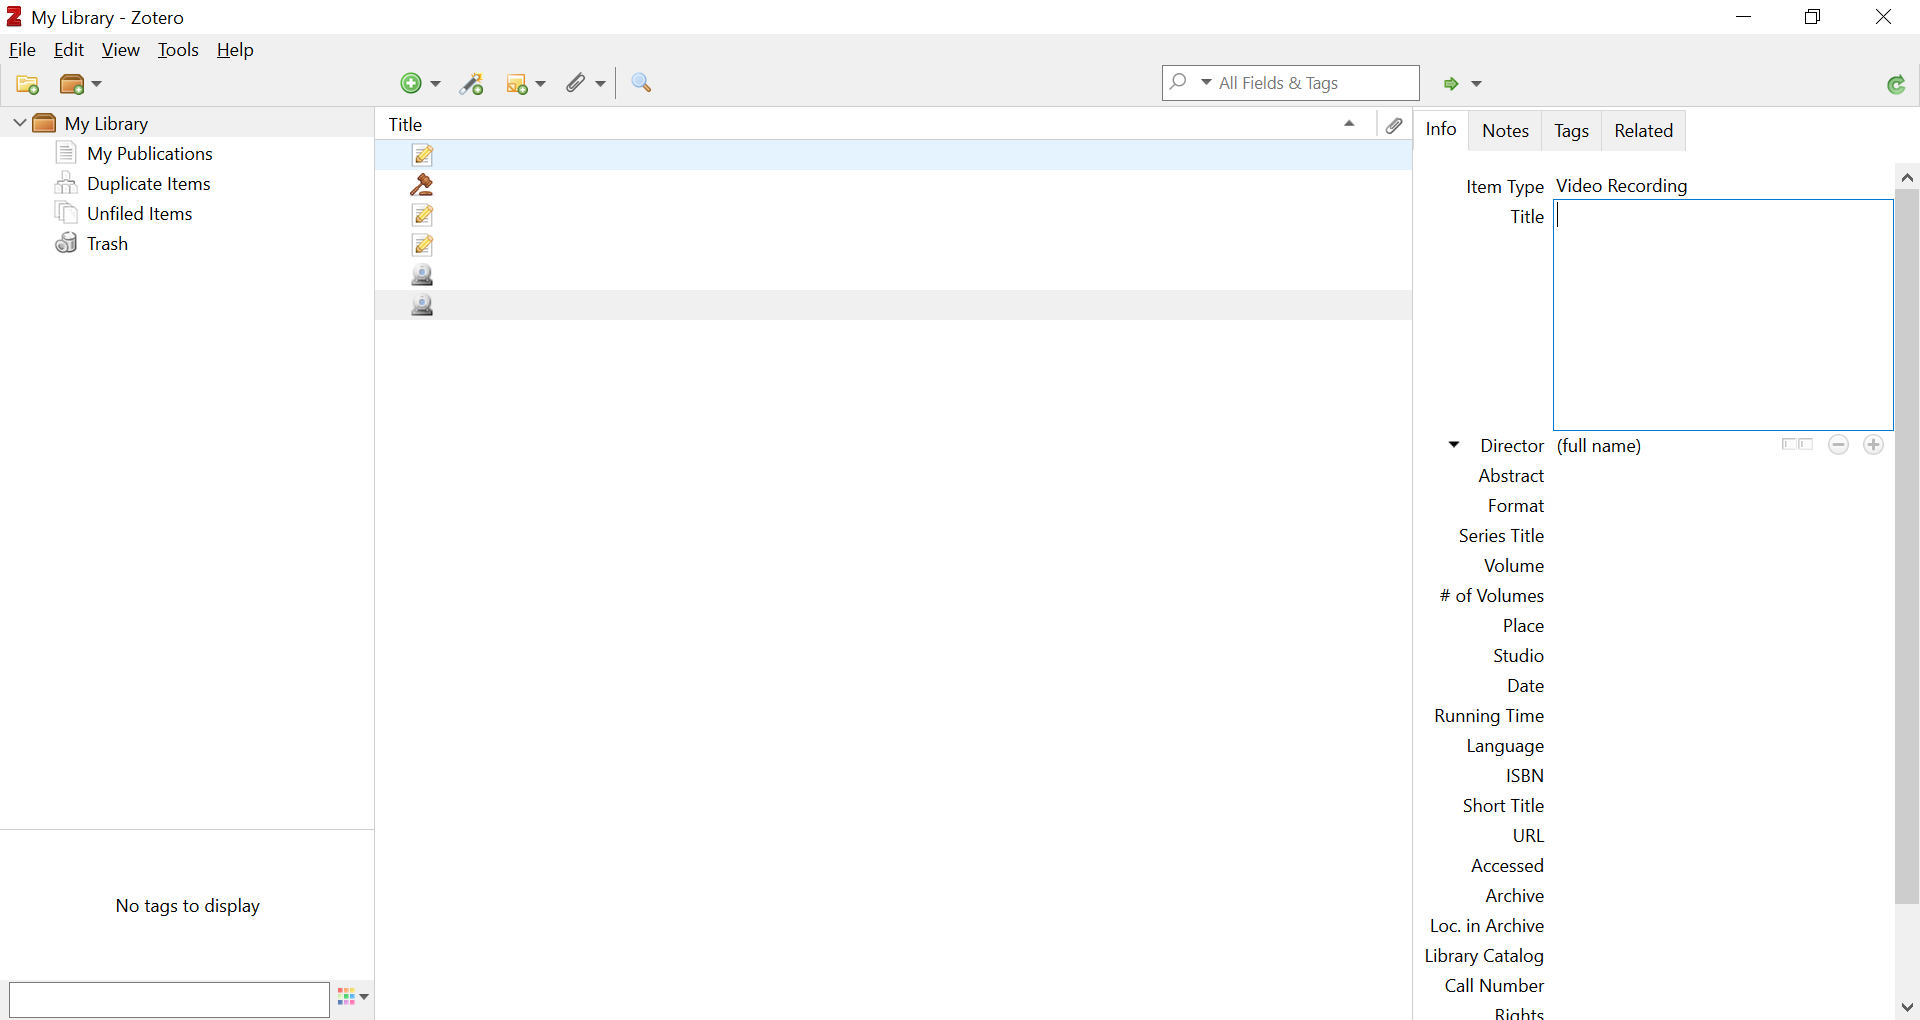 My Library - Zotero
File Edit View Tools Help
All Fields & Tags
My Library
My Publications
Duplicate Items
Unfiled Items
Trash
No tags to display
Title
Info Notes Tags Related
Item Type Video Recording
Title
Director (full name)
Abstract
Format
Series Title
Volume
# of Volumes
Place
Studio
Date
Running Time
Language
ISBN
Short Title
URL
Accessed
Archive
Loc. in Archive
Library Catalog
Call Number
Rights